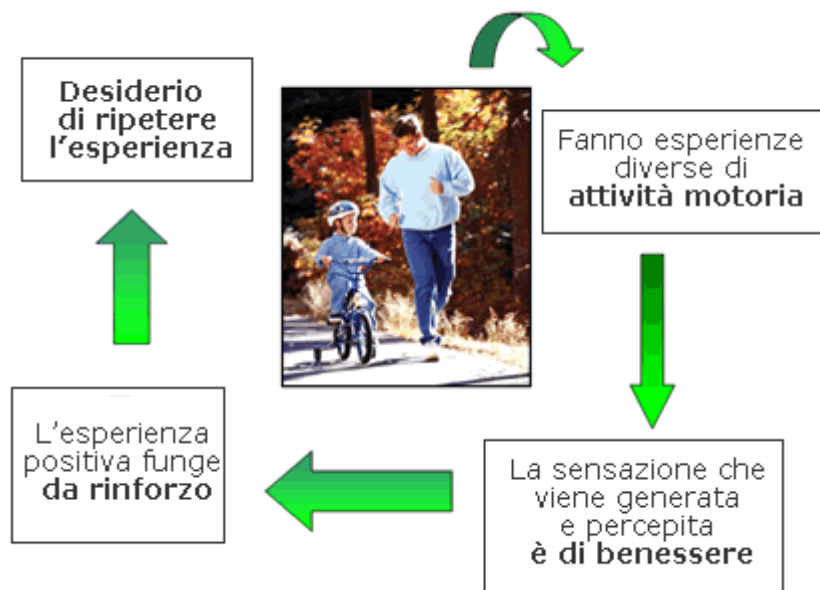 Desiderio
di ripetere
l'esperienza
Fanno esperienze
diverse di
attività motoria
La sensazione che
viene generata
e percepita
è di benessere
L'esperienza
positiva funge
da rinforzo